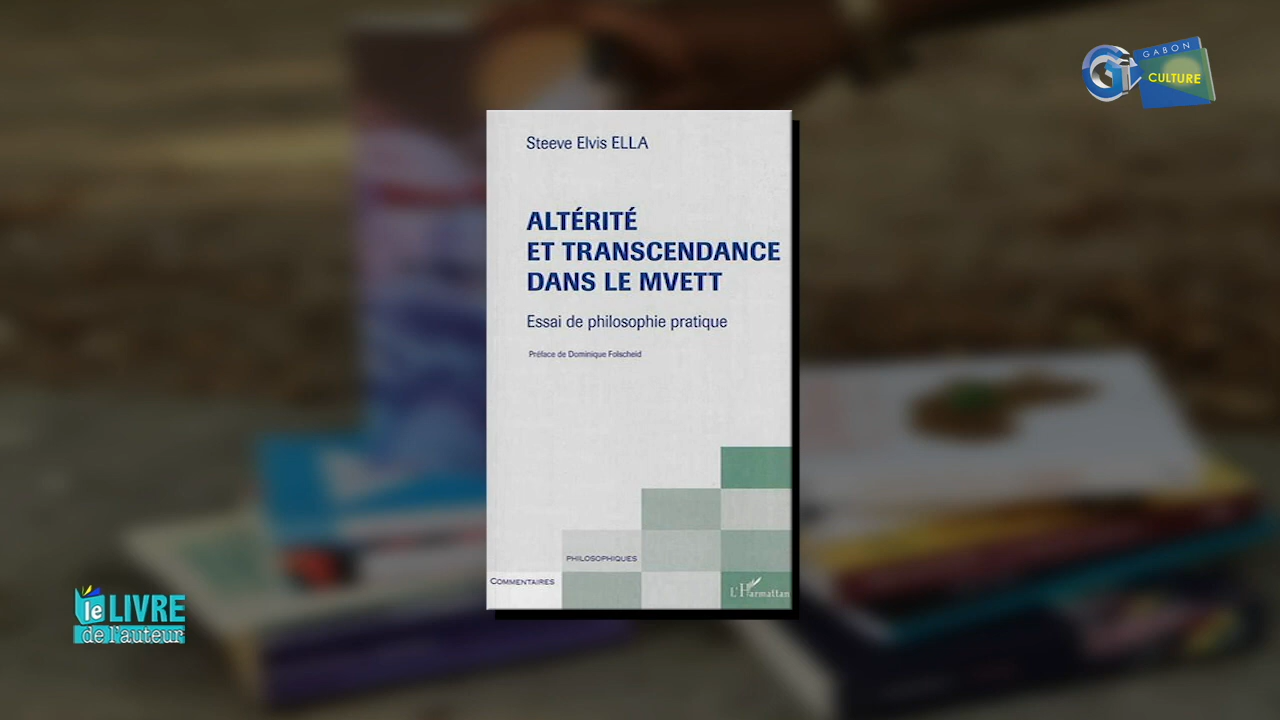 GABON
CULTURE
Steeve Elvis ELLA
ALTÉRITÉ
ET TRANSCENDANCE
DANS LE MVETT
Essai de philosophie pratique
Préface de Dominique Folscheid
PHILOSOPHIQUES
COMMENTAIRES
L'Harmattan
le LIVRE
de l'auteur